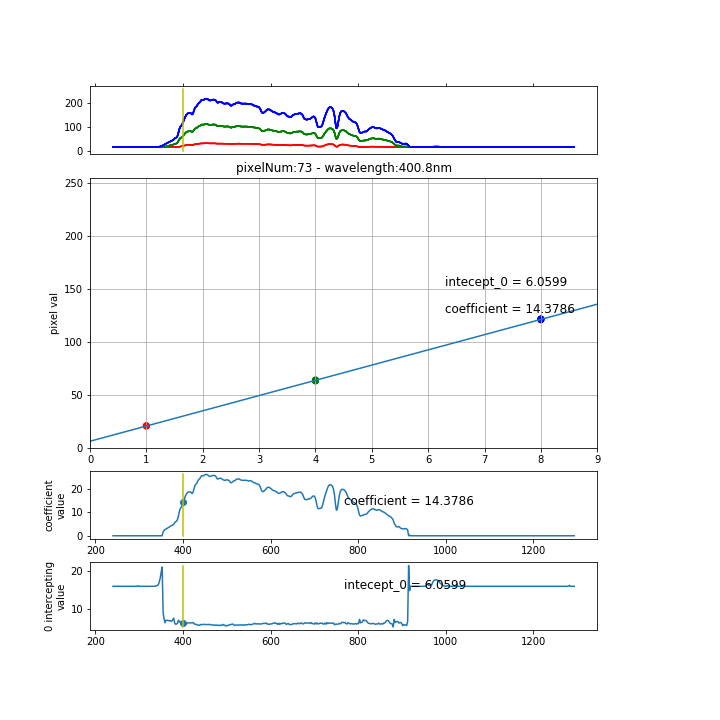 200
100
0
pixelNum:73 - wavelength:400.8nm
250
200
150
100
50
0
pixel val
intecept_0 = 6.0599
coefficient = 14.3786
0 1 2 3 4 5 6 7 8 9
20
10
0
coefficient
value
coefficient = 14.3786
200 400 600 800 1000 1200
20
10
0 intercepting
value
intecept_0 = 6.0599
200 400 600 800 1000 1200